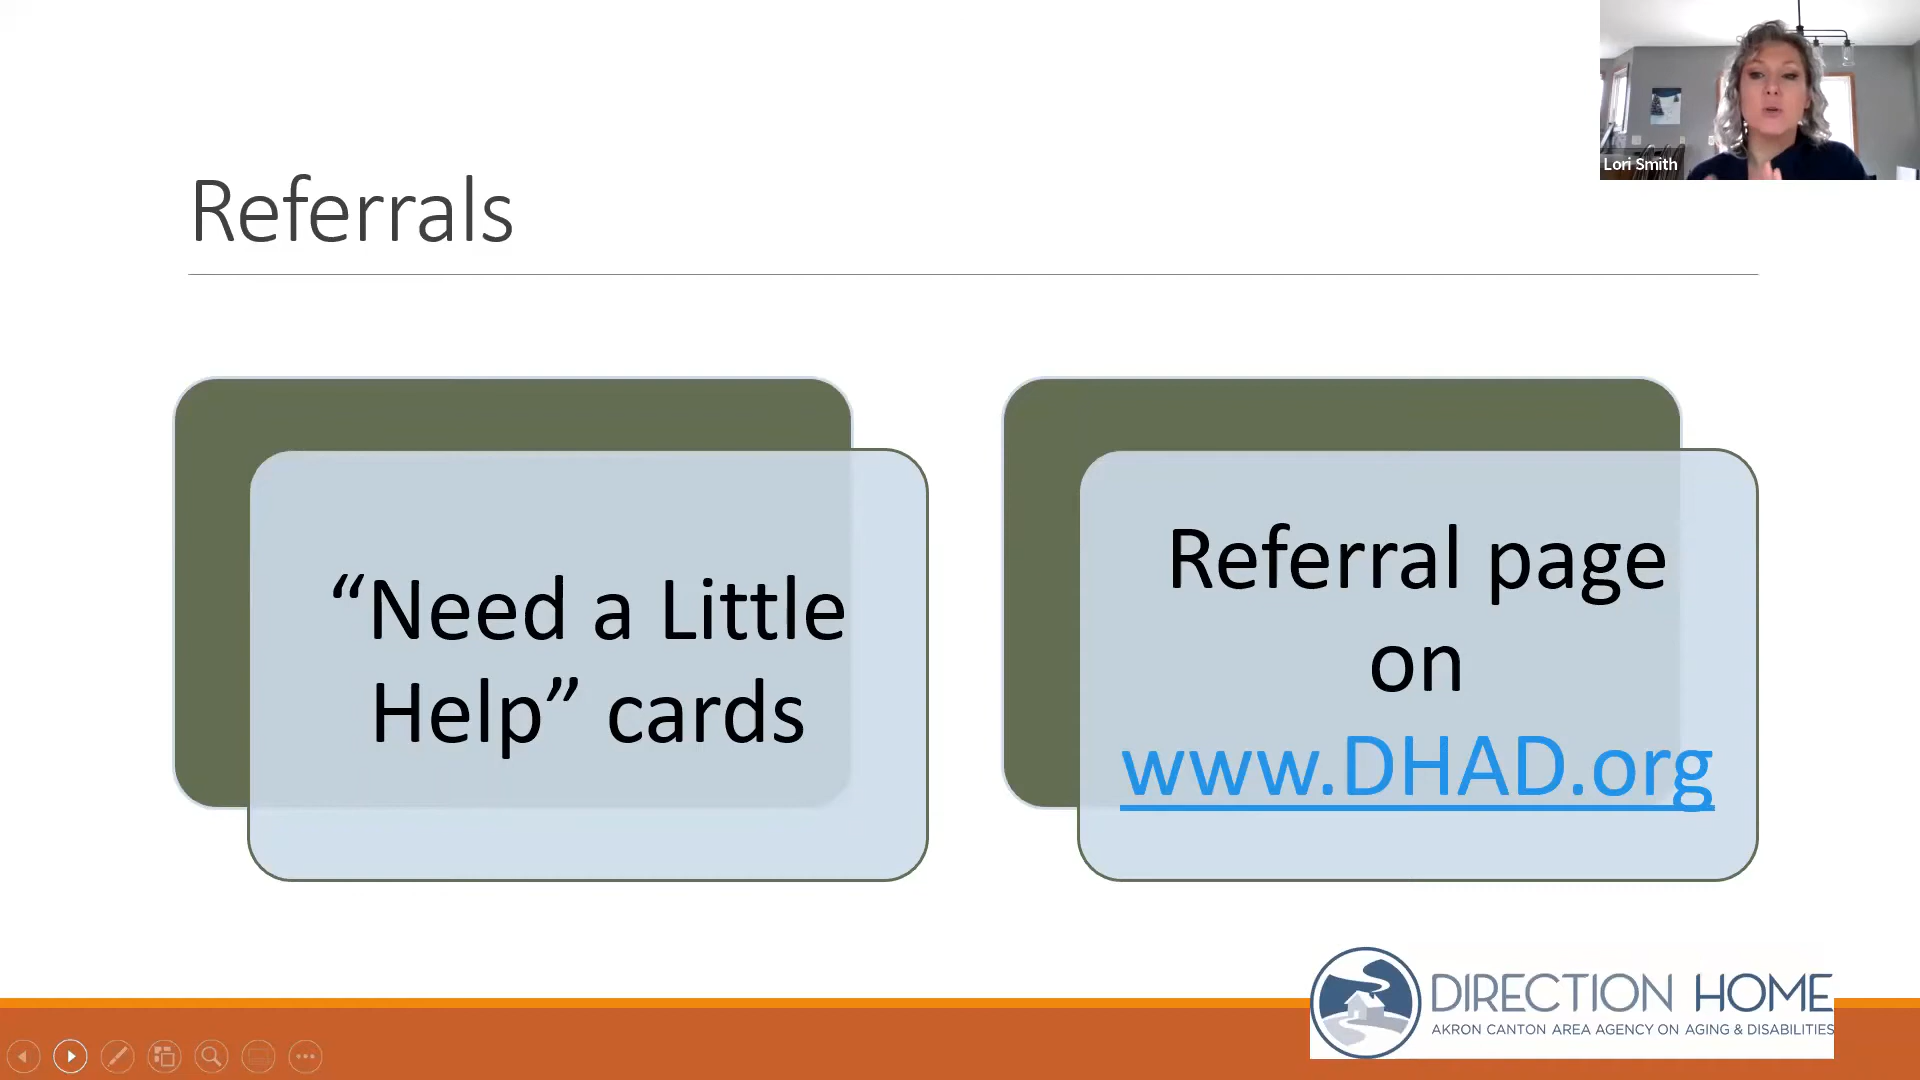 Lori Smith
Referrals
“Need a Little
Help” cards
Referral page
on
www.DHAD.org
DIRECTION HOME
AKRON CANTON AREA AGENCY ON AGING & DISABILITIES